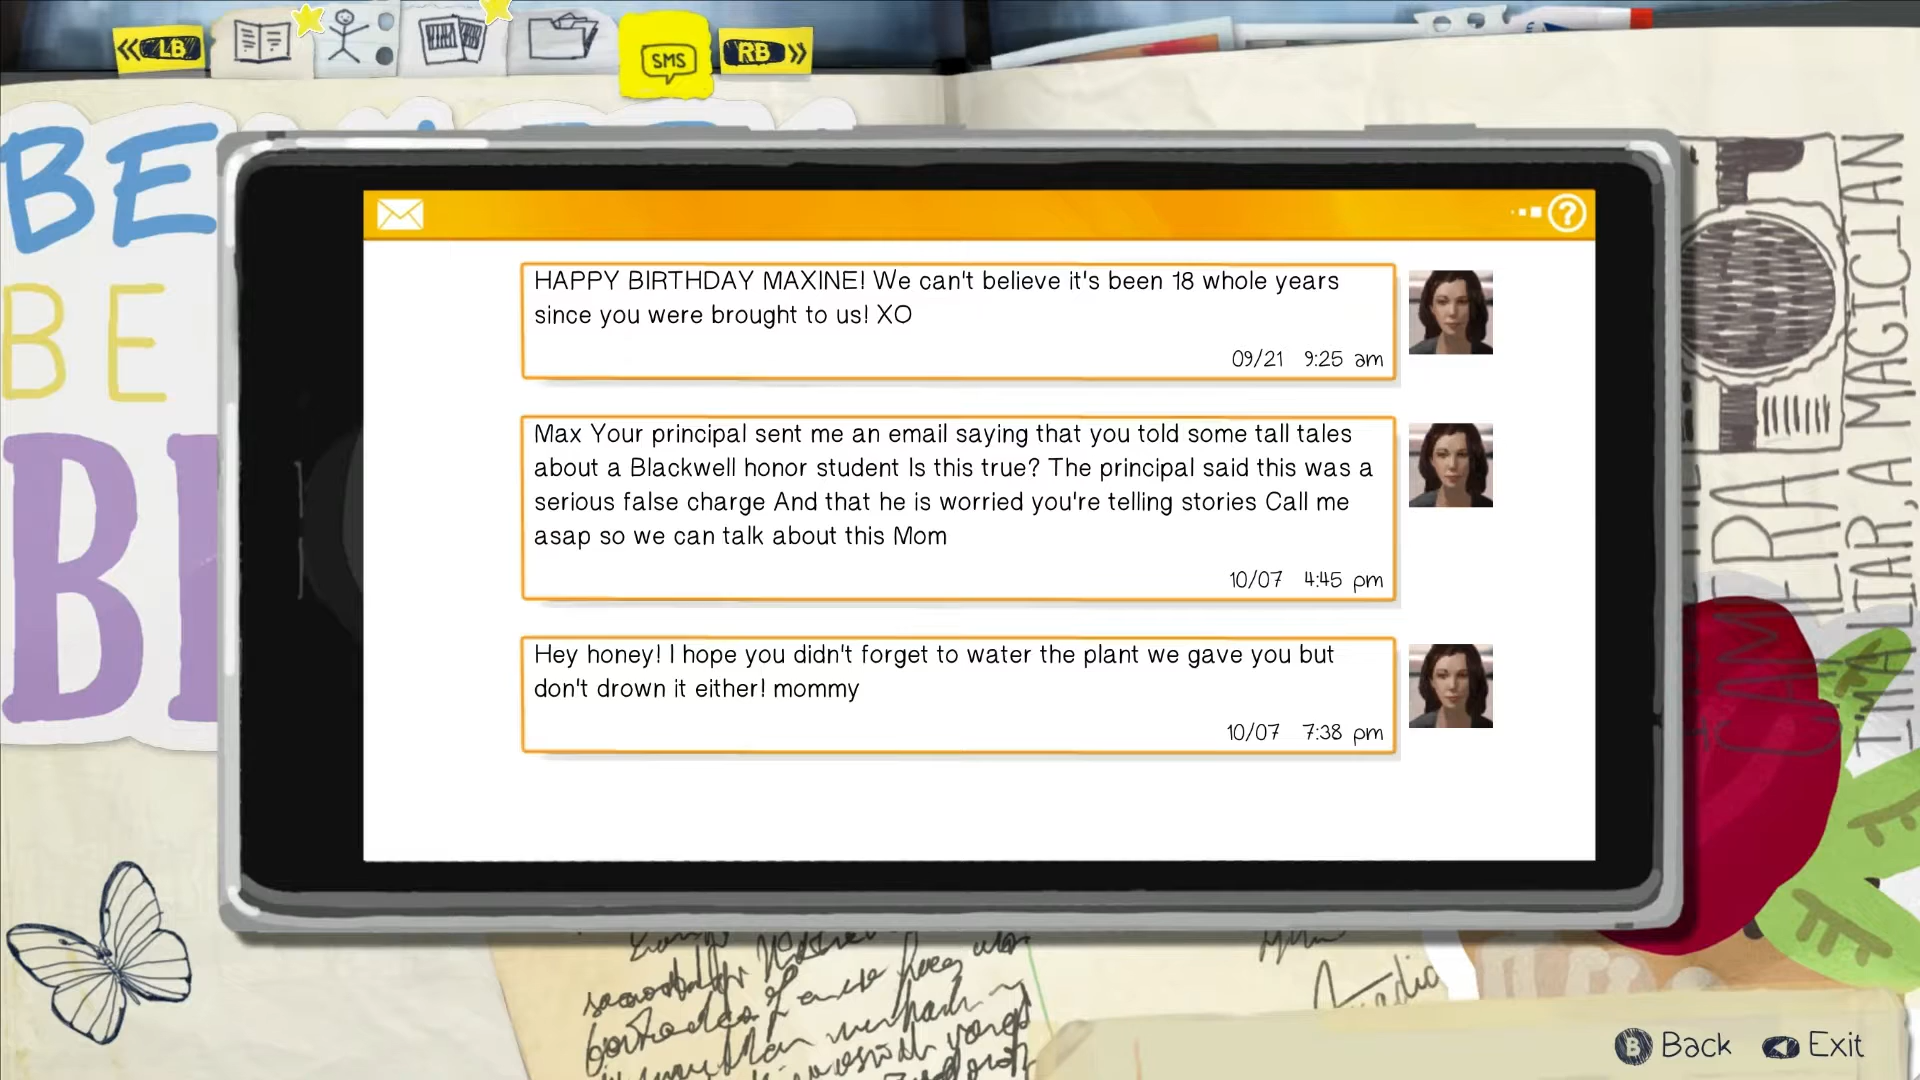 LB
SMS
RB
BE
BE
HAPPY BIRTHDAY MAXINE! We can't believe it's been 18 whole years
since you were brought to us! XO
09/21 9:25 am
Max Your principal sent me an email saying that you told some tall tales
about a Blackwell honor student Is this true? The principal said this was a
serious false charge And that he is worried you're telling stories Call me
asap so we can talk about this Mom
10/07 4:45 pm
Hey honey! I hope you didn't forget to water the plant we gave you but
don't drown it either! mommy
10/07 7:38 pm
CAMERA
I'M A LIAR, A MAGICIAN
B Back
Exit